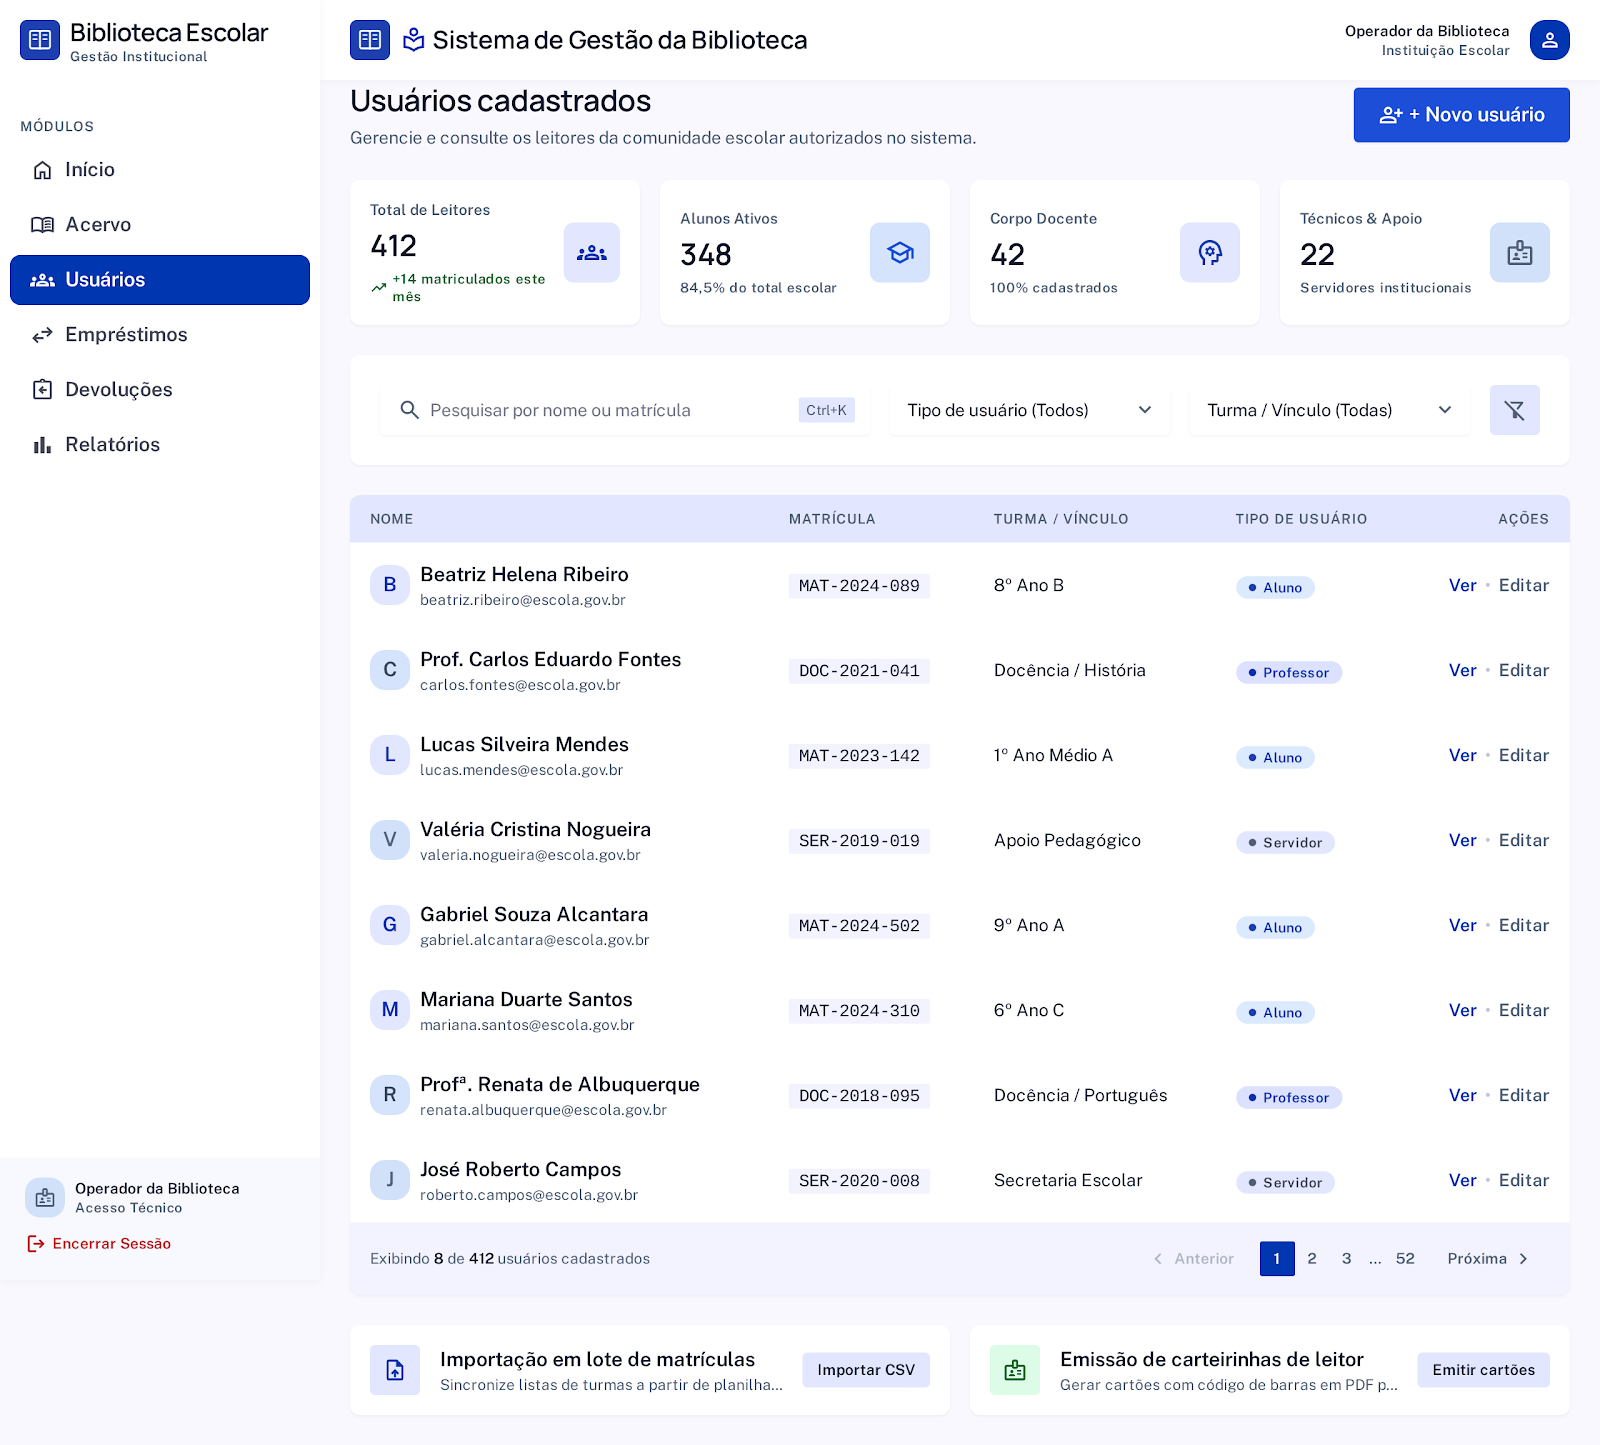 Biblioteca Escolar
Gestão Institucional
MÓDULOS
Início
Acervo
Usuários
Empréstimos
Devoluções
Relatórios
Operador da Biblioteca
Acesso Técnico
Encerrar Sessão
Sistema de Gestão da Biblioteca
Operador da Biblioteca
Instituição Escolar
Usuários cadastrados
Gerencie e consulte os leitores da comunidade escolar autorizados no sistema.
+ Novo usuário
Total de Leitores
412
+14 matriculados este
mês
Alunos Ativos
348
84,5% do total escolar
Corpo Docente
42
100% cadastrados
Técnicos & Apoio
22
Servidores institucionais
Pesquisar por nome ou matrícula Ctrl+K Tipo de usuário (Todos) Turma / Vínculo (Todas)
NOME MATRÍCULA TURMA / VÍNCULO TIPO DE USUÁRIO AÇÕES
B Beatriz Helena Ribeiro MAT-2024-089 8º Ano B Aluno Ver • Editar
beatriz.ribeiro@escola.gov.br
C Prof. Carlos Eduardo Fontes DOC-2021-041 Docência / História Professor Ver • Editar
carlos.fontes@escola.gov.br
L Lucas Silveira Mendes MAT-2023-142 1º Ano Médio A Aluno Ver • Editar
lucas.mendes@escola.gov.br
V Valéria Cristina Nogueira SER-2019-019 Apoio Pedagógico Servidor Ver • Editar
valeria.nogueira@escola.gov.br
G Gabriel Souza Alcantara MAT-2024-502 9º Ano A Aluno Ver • Editar
gabriel.alcantara@escola.gov.br
M Mariana Duarte Santos MAT-2024-310 6º Ano C Aluno Ver • Editar
mariana.santos@escola.gov.br
R Profª. Renata de Albuquerque DOC-2018-095 Docência / Português Professor Ver • Editar
renata.albuquerque@escola.gov.br
J José Roberto Campos SER-2020-008 Secretaria Escolar Servidor Ver • Editar
roberto.campos@escola.gov.br
Exibindo 8 de 412 usuários cadastrados Anterior 1 2 3 ... 52 Próxima
Importação em lote de matrículas
Sincronize listas de turmas a partir de planilha...
Importar CSV
Emissão de carteirinhas de leitor
Gerar cartões com código de barras em PDF p...
Emitir cartões